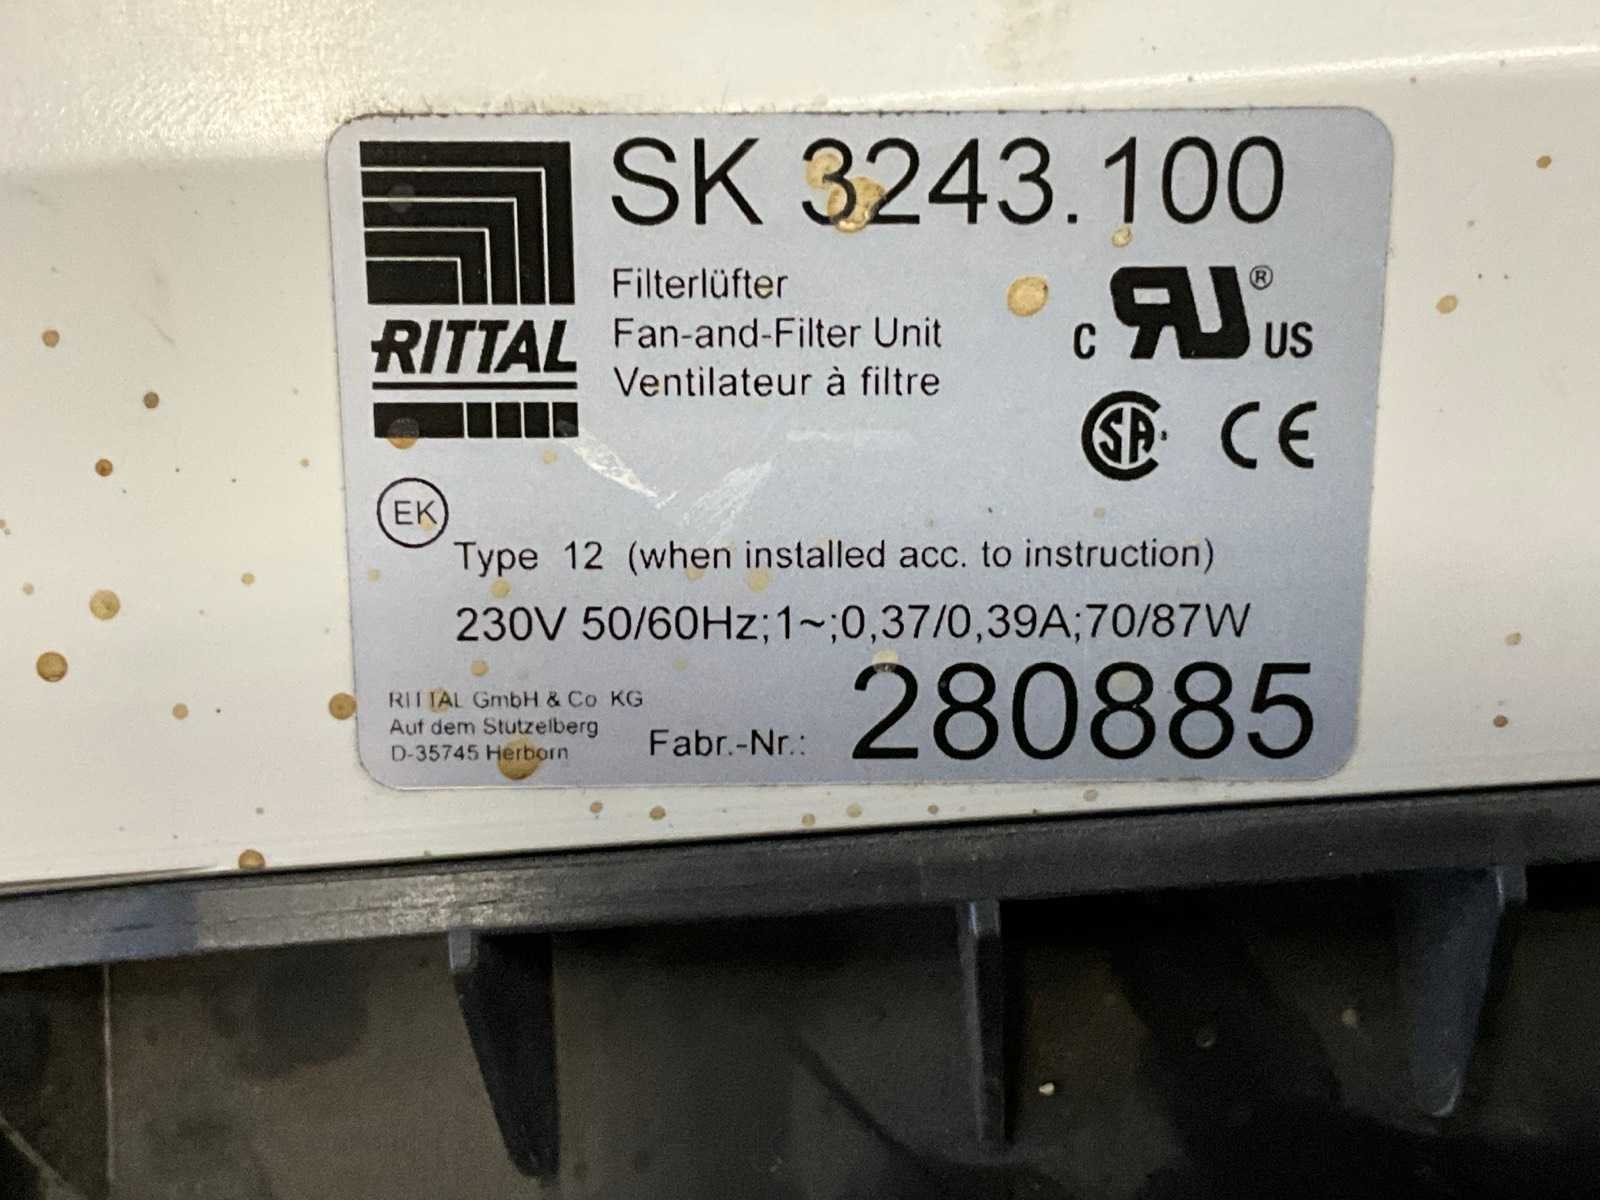 SK 3243.100
RITTAL
Filterlüfter
Fan-and-Filter Unit
Ventilateur à filtre
c RU ® US
SA CE
EK
Type 12 (when installed acc. to instruction)
230V 50/60Hz;1~;0,37/0,39A;70/87W
RITTAL GmbH & Co KG
Auf dem Stutzelberg
D-35745 Herborn
Fabr.-Nr.: 280885